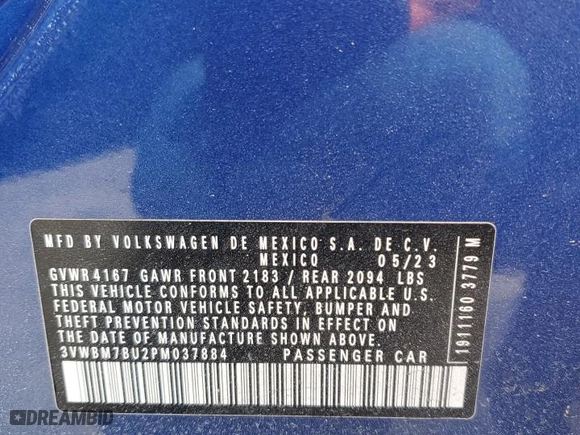 MFD BY VOLKSWAGEN DE MEXICO S.A. DE C.V.
MEXICO 05/23
GVWR 4167 GAWR FRONT 2183 / REAR 2094 LBS
THIS VEHICLE CONFORMS TO ALL APPLICABLE U.S.
FEDERAL MOTOR VEHICLE SAFETY, BUMPER AND
THEFT PREVENTION STANDARDS IN EFFECT ON
THE DATE OF MANUFACTURE SHOWN ABOVE.
3VWBM7BU2PM037884 PASSENGER CAR
1911160 3779 M
DREAMBID